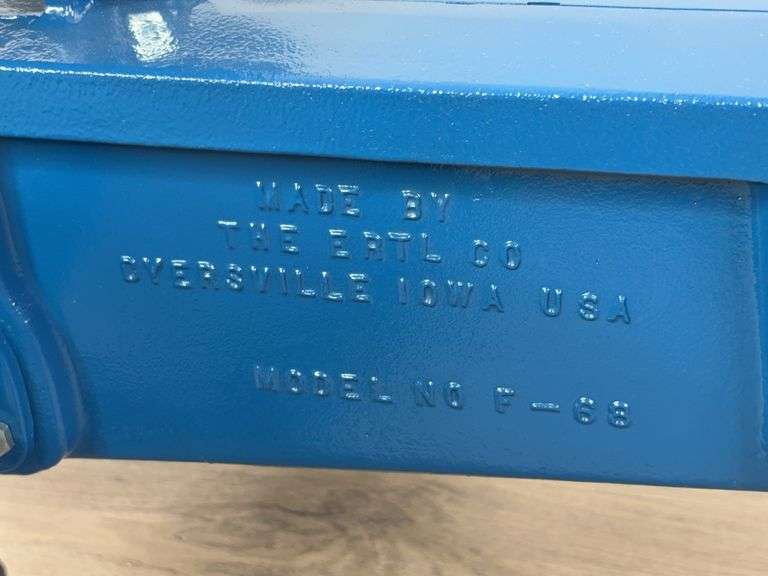 MADE BY
THE ERTL CO
DYERSVILLE IOWA USA
MODEL NO F-68